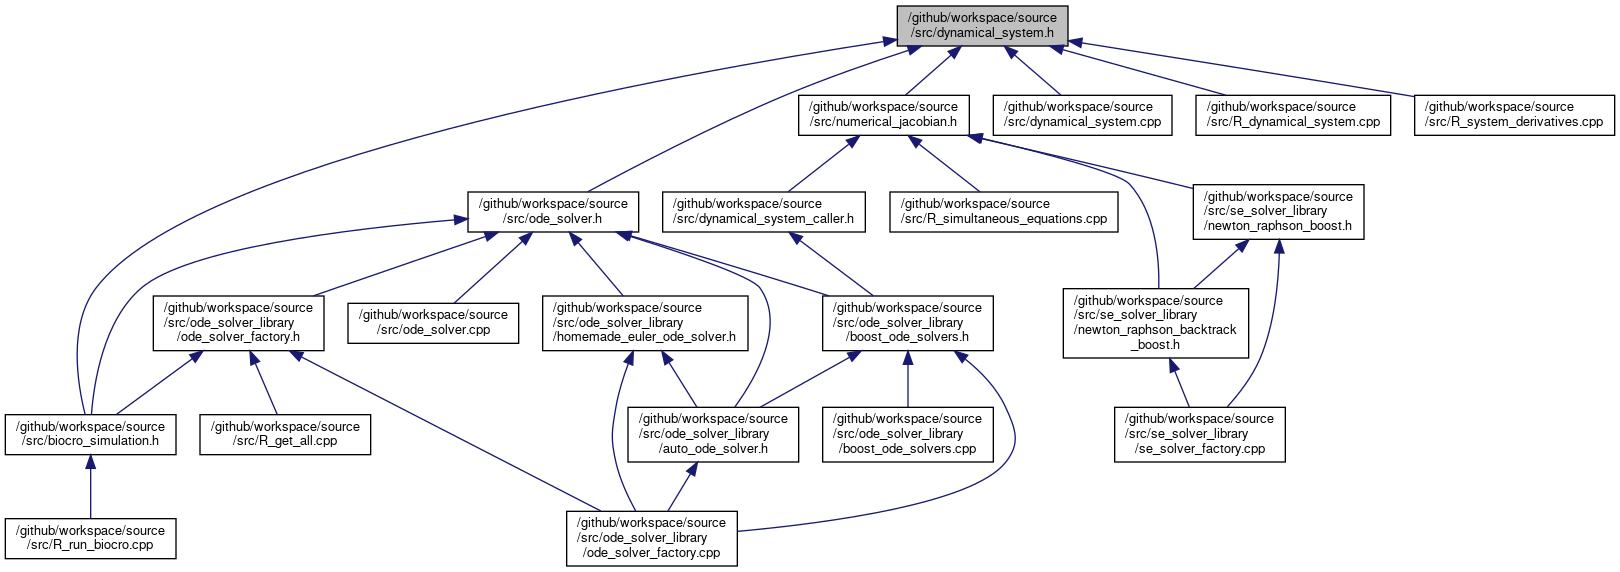 /github/workspace/source
/src/dynamical_system.h
/github/workspace/source
/src/numerical_jacobian.h
/github/workspace/source
/src/dynamical_system.cpp
/github/workspace/source
/src/R_dynamical_system.cpp
/github/workspace/source
/src/R_system_derivatives.cpp
/github/workspace/source
/src/ode_solver.h
/github/workspace/source
/src/dynamical_system_caller.h
/github/workspace/source
/src/R_simultaneous_equations.cpp
/github/workspace/source
/src/se_solver_library
/newton_raphson_boost.h
/github/workspace/source
/src/ode_solver_library
/ode_solver_factory.h
/github/workspace/source
/src/ode_solver.cpp
/github/workspace/source
/src/ode_solver_library
/homemade_euler_ode_solver.h
/github/workspace/source
/src/ode_solver_library
/boost_ode_solvers.h
/github/workspace/source
/src/se_solver_library
/newton_raphson_backtrack
_boost.h
/github/workspace/source
/src/biocro_simulation.h
/github/workspace/source
/src/R_get_all.cpp
/github/workspace/source
/src/ode_solver_library
/auto_ode_solver.h
/github/workspace/source
/src/ode_solver_library
/boost_ode_solvers.cpp
/github/workspace/source
/src/se_solver_library
/se_solver_factory.cpp
/github/workspace/source
/src/R_run_biocro.cpp
/github/workspace/source
/src/ode_solver_library
/ode_solver_factory.cpp